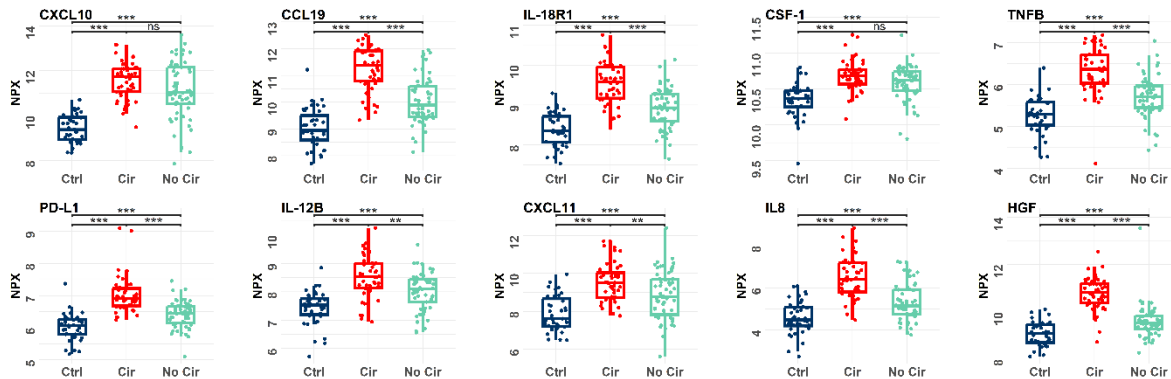 CXCL10
***
*** ns
NPX
14
12
10
8
Ctrl Cir No Cir
CCL19
***
*** ***
NPX
13
12
11
10
9
8
Ctrl Cir No Cir
IL-18R1
***
*** ***
NPX
11
10
9
8
Ctrl Cir No Cir
CSF-1
***
*** ns
NPX
11.5
11.0
10.5
10.0
9.5
Ctrl Cir No Cir
TNFB
***
*** ***
NPX
7
6
5
4
Ctrl Cir No Cir
PD-L1
***
*** ***
NPX
9
8
7
6
5
Ctrl Cir No Cir
IL-12B
***
*** **
NPX
10
9
8
7
6
Ctrl Cir No Cir
CXCL11
***
*** **
NPX
12
10
8
6
Ctrl Cir No Cir
IL8
***
*** ***
NPX
8
6
4
Ctrl Cir No Cir
HGF
***
*** ***
NPX
12
10
8
Ctrl Cir No Cir